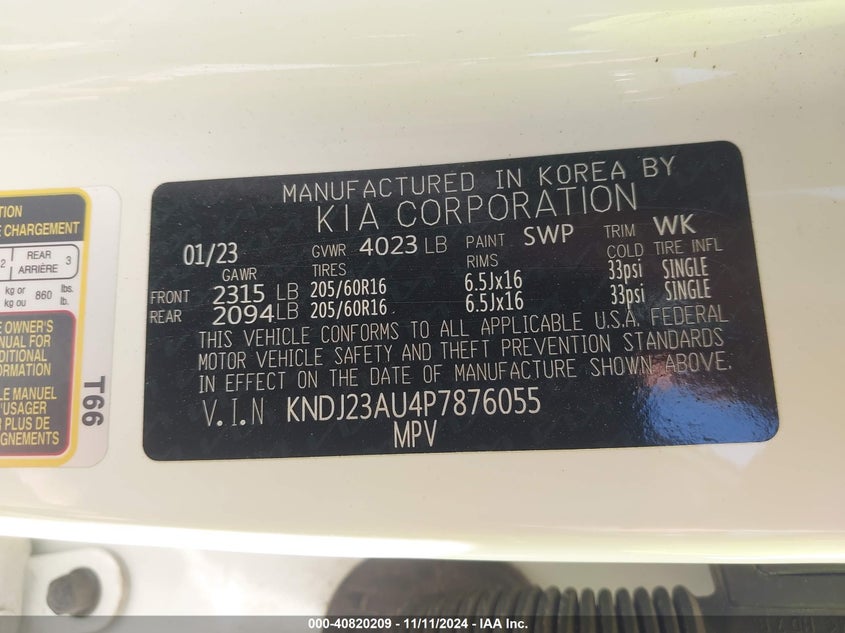 TION
E CHARGEMENT
2 REAR ARRIÈRE 3
kg or kg ou 860 lbs. lb.
E OWNER'S
NUAL FOR
DITIONAL
ORMATION
LE MANUEL
'USAGER
R PLUS DE
GNEMENTS
T66
MANUFACTURED IN KOREA BY
KIA CORPORATION
01/23 GVWR 4023 LB PAINT SWP TRIM WK
GAWR TIRES RIMS COLD TIRE INFL
FRONT 2315 LB 205/60R16 6.5Jx16 33psi SINGLE
REAR 2094 LB 205/60R16 6.5Jx16 33psi SINGLE
THIS VEHICLE CONFORMS TO ALL APPLICABLE U.S.A. FEDERAL
MOTOR VEHICLE SAFETY AND THEFT PREVENTION STANDARDS
IN EFFECT ON THE DATE OF MANUFACTURE SHOWN ABOVE.
V.I.N KNDJ23AU4P7876055
MPV
000-40820209 - 11/11/2024 - IAA Inc.